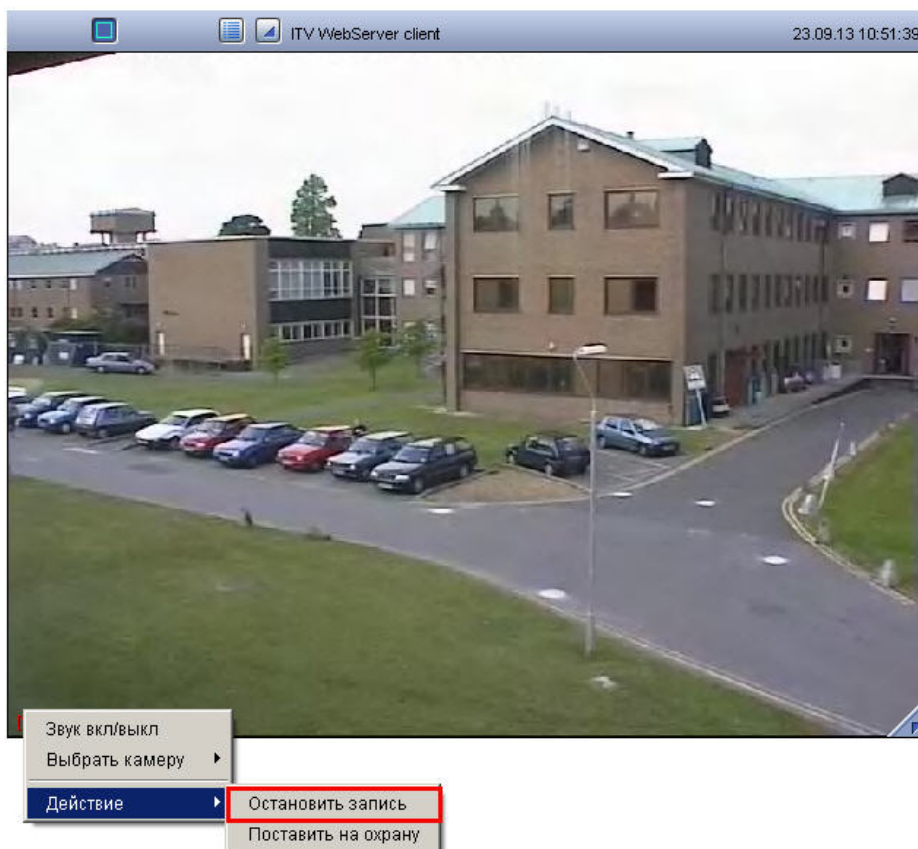 ITV WebServer client
23.09.13 10:51:39
Звук вкл/выкл
Выбрать камеру
Действие
Остановить запись
Поставить на охрану